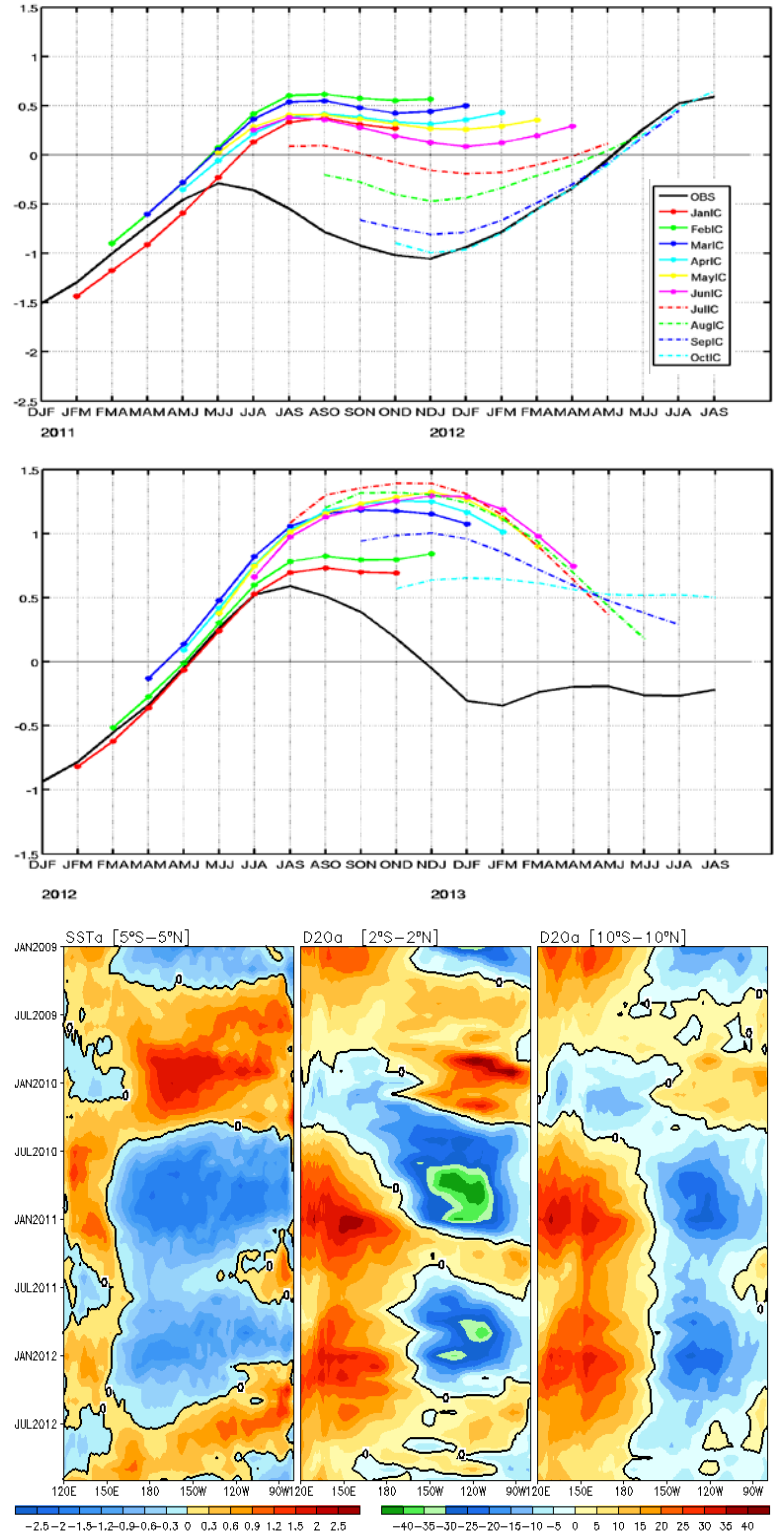 1.5
1
0.5
0
-0.5
-1
-1.5
-2
-2.5
OBS
JanIC
FebIC
MarIC
AprIC
MayIC
JunIC
JulIC
AugIC
SepIC
OctIC
DJF JFM FMA MAM AMJ MJJ JJA JAS ASO SON OND NDJ DJF JFM FMA MAM AMJ MJJ JJA JAS
2011 2012
1.5
1
0.5
0
-0.5
-1
-1.5
DJF JFM FMA MAM AMJ MJJ JJA JAS ASO SON OND NDJ DJF JFM FMA MAM AMJ MJJ JJA JAS
2012 2013
SSTa [5°S-5°N] D20a [2°S-2°N] D20a [10°S-10°N]
JAN2009
JUL2009
JAN2010
JUL2010
JAN2011
JUL2011
JAN2012
JUL2012
120E 150E 180 150W 120W 90W 120E 150E 180 150W 120W 90W 120E 150E 180 150W 120W 90W
-2.5 -2 -1.5 -1.2 -0.9 -0.6 -0.3 0 0.3 0.6 0.9 1.2 1.5 2 2.5 -40 -35 -30 -25 -20 -15 -10 -5 0 5 10 15 20 25 30 35 40